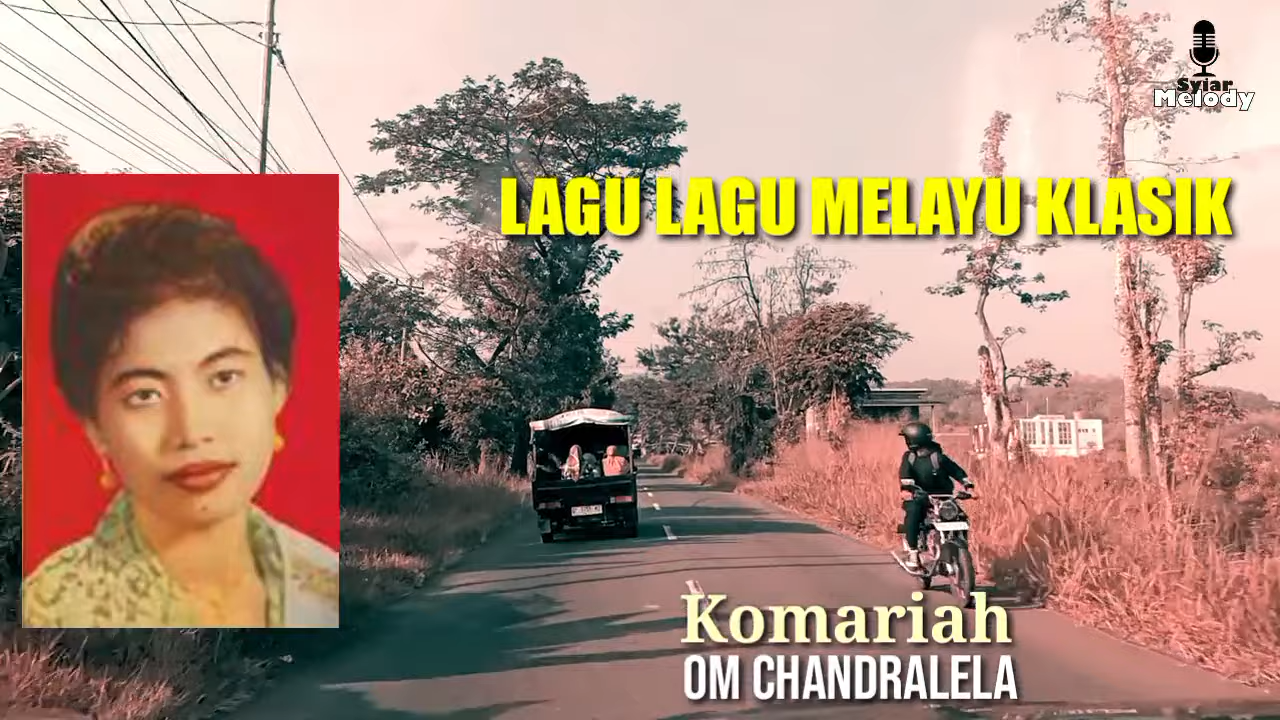 Syiar
Melody
LAGU LAGU MELAYU KLASIK
Komariah
OM CHANDRALELA